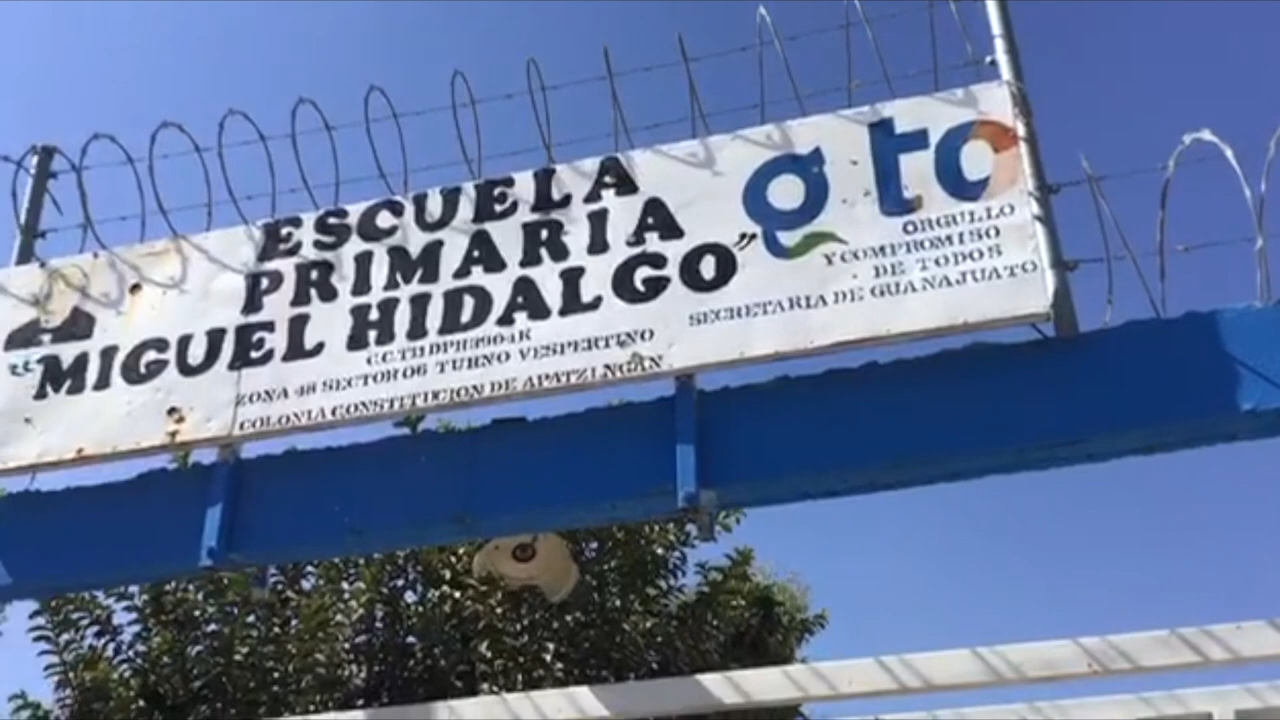 ESCUELA
PRIMARIA
"MIGUEL HIDALGO"
ZONA 48 SECTOR 06 TURNO VESPERTINO
COLONIA CONSTITUCION DE APATZINGAN
gto
ORGULLO
Y COMPROMISO
DE TODOS
SECRETARIA DE GUANAJUATO